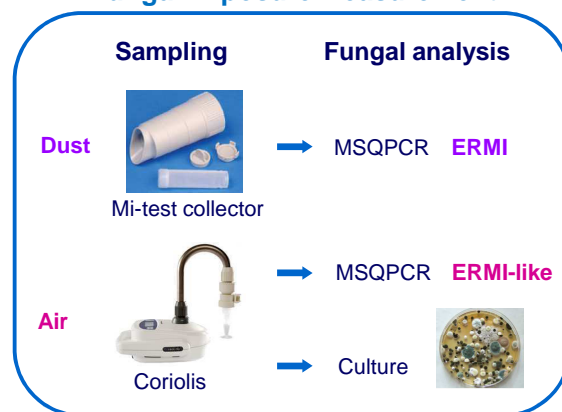 Sampling Fungal analysis
Dust MSQPCR ERMI
Mi-test collector
MSQPCR ERMI-like
Air
Coriolis Culture